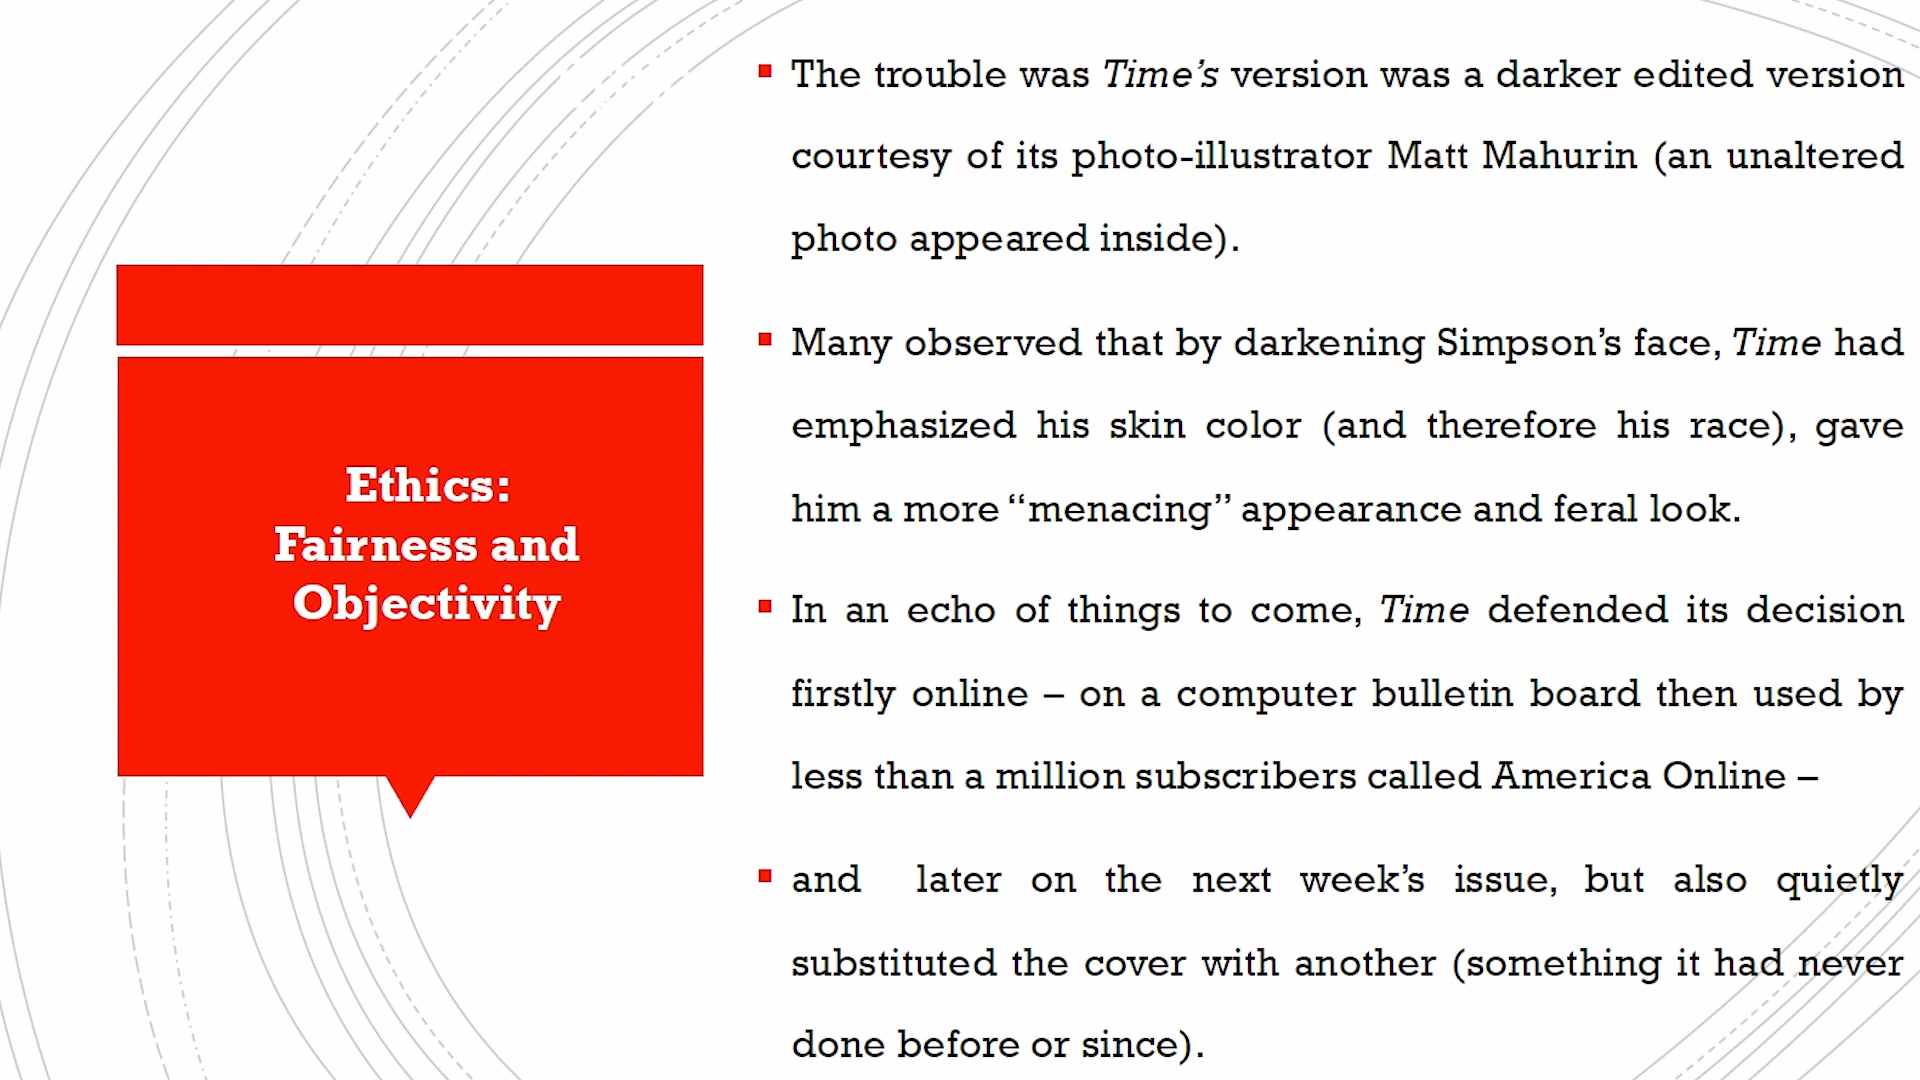 Ethics:
Fairness and
Objectivity
The trouble was Time’s version was a darker edited version
courtesy of its photo-illustrator Matt Mahurin (an unaltered
photo appeared inside).
Many observed that by darkening Simpson’s face, Time had
emphasized his skin color (and therefore his race), gave
him a more “menacing” appearance and feral look.
In an echo of things to come, Time defended its decision
firstly online – on a computer bulletin board then used by
less than a million subscribers called America Online –
and later on the next week’s issue, but also quietly
substituted the cover with another (something it had never
done before or since).